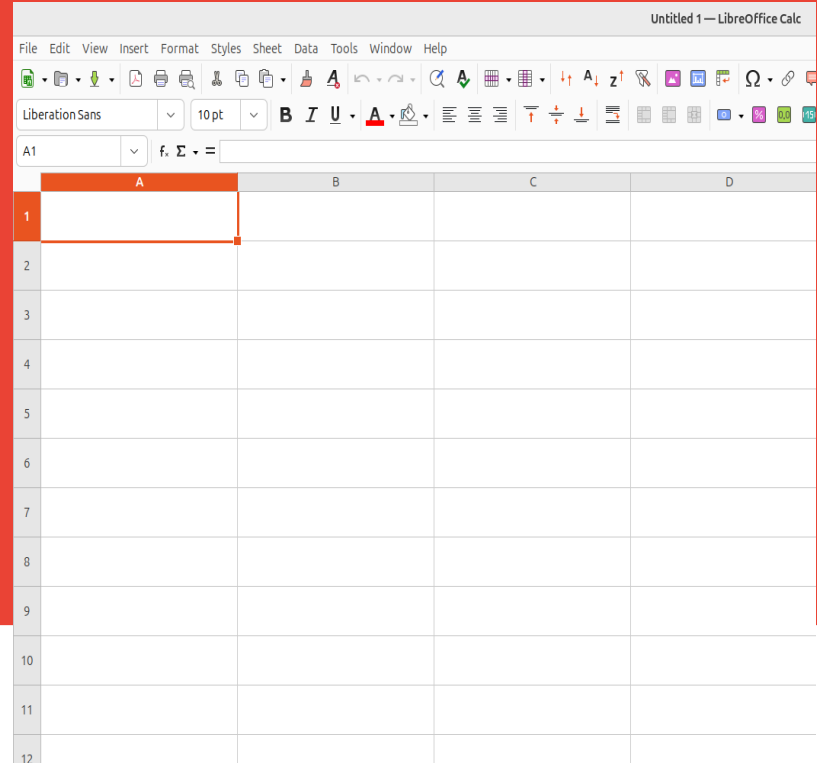 Untitled 1 — LibreOffice Calc
File Edit View Insert Format Styles Sheet Data Tools Window Help
Liberation Sans 10 pt B I U A
A1 fx Σ =
A B C D
1
2
3
4
5
6
7
8
9
10
11
12